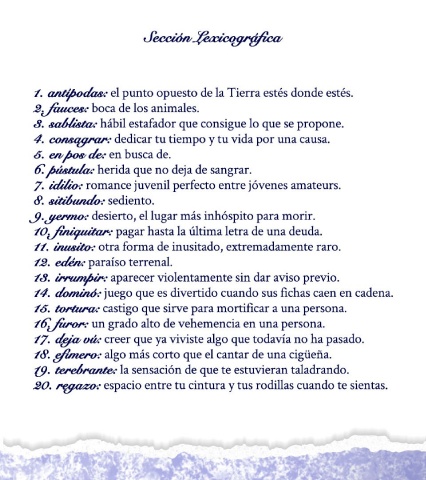 Sección Lexicográfica
1. antípodas: el punto opuesto de la Tierra estés donde estés.
2. fauces: boca de los animales.
3. sablista: hábil estafador que consigue lo que se propone.
4. consagrar: dedicar tu tiempo y tu vida por una causa.
5. en pos de: en busca de.
6. pústula: herida que no deja de sangrar.
7. idilio: romance juvenil perfecto entre jóvenes amateurs.
8. sitibundo: sediento.
9. yermo: desierto, el lugar más inhóspito para morir.
10. finiquitar: pagar hasta la última letra de una deuda.
11. inusito: otra forma de inusitado, extremadamente raro.
12. edén: paraíso terrenal.
13. irrumpir: aparecer violentamente sin dar aviso previo.
14. dominó: juego que es divertido cuando sus fichas caen en cadena.
15. tortura: castigo que sirve para mortificar a una persona.
16. furor: un grado alto de vehemencia en una persona.
17. deja vú: creer que ya viviste algo que todavía no ha pasado.
18. efímero: algo más corto que el cantar de una cigüeña.
19. terebrante: la sensación de que te estuvieran taladrando.
20. regazo: espacio entre tu cintura y tus rodillas cuando te sientas.